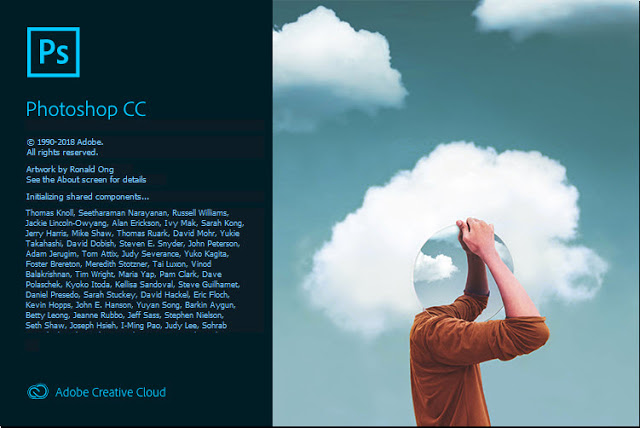 Ps
Photoshop CC
© 1990-2018 Adobe.
All rights reserved.
Artwork by Ronald Ong
See the About screen for details
Initializing shared components...
Thomas Knoll, Seetharaman Narayanan, Russell Williams,
Jackie Lincoln-Owyang, Alan Erickson, Ivy Mak, Sarah Kong,
Jerry Harris, Mike Shaw, Thomas Ruark, David Mohr, Yukie
Takahashi, David Dobish, Steven E. Snyder, John Peterson,
Adam Jerugim, Tom Attix, Judy Severance, Yuko Kagita,
Foster Brereton, Meredith Stotzner, Tai Luxon, Vinod
Balakrishnan, Tim Wright, Maria Yap, Pam Clark, Dave
Polaschek, Kyoko Itoda, Kellisa Sandoval, Steve Guilhamet,
Daniel Presedo, Sarah Stuckey, David Hackel, Eric Floch,
Kevin Hopps, John E. Hanson, Yuyan Song, Barkin Aygun,
Betty Leong, Jeanne Rubbo, Jeff Sass, Stephen Nielson,
Seth Shaw, Joseph Hsieh, I-Ming Pao, Judy Lee, Sohrab
Adobe Creative Cloud